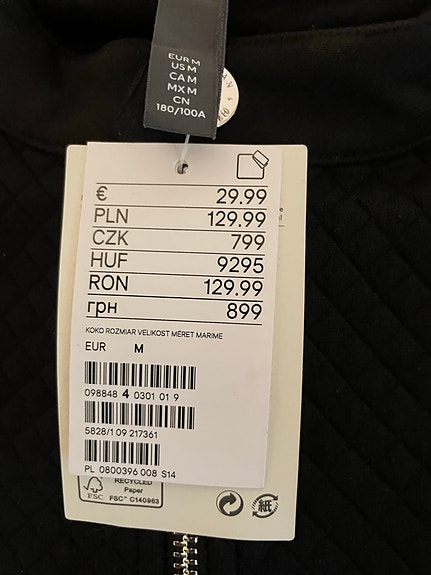 EUR M
US M
CA M
MX M
CN
180/100A
€ 29.99
PLN 129.99
CZK 799
HUF 9295
RON 129.99
грн 899
KOKO ROZMIAR VELIKOST MÉRET MARIME
EUR M
098848 4 0301 01 9
5828/1 09 217361
PL 0800396 008 S14
RECYCLED
Paper
FSC. FSC™ C140963
紙